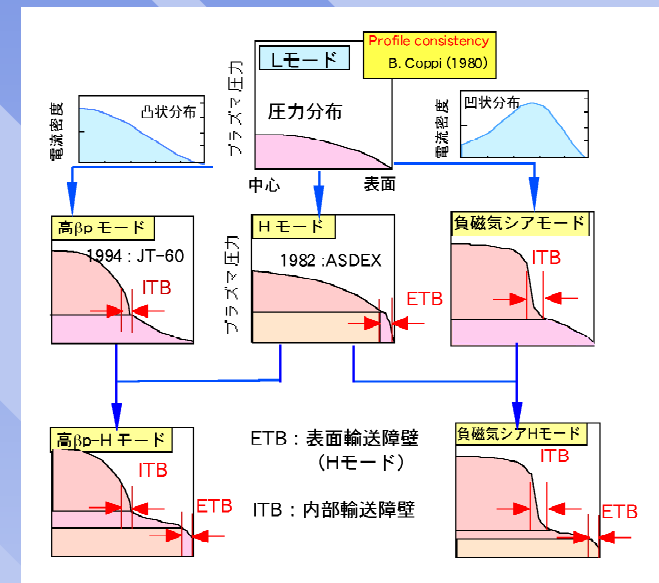 Profile consistency
B. Coppi (1980)
Lモード
圧力分布
プラズマ圧力
中心
表面
電流密度
凸状分布
電流密度
凹状分布
高βp モード
1994 : JT-60
ITB
H モード
1982 :ASDEX
プラズマ圧力
ETB
負磁気シアモード
ITB
高βp-H モード
ITB
ETB
ETB : 表面輸送障壁
(Hモード)
ITB : 内部輸送障壁
負磁気シアHモード
ITB
ETB